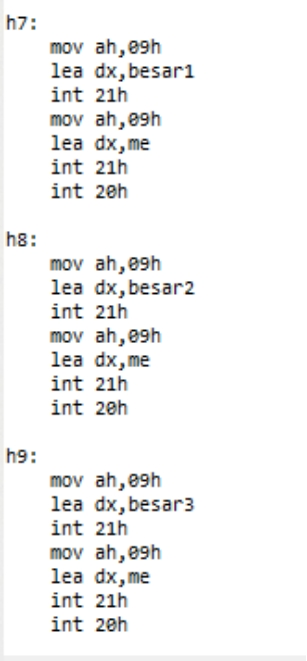 h7:
mov ah,09h
lea dx,besar1
int 21h
mov ah,09h
lea dx,me
int 21h
int 20h
h8:
mov ah,09h
lea dx,besar2
int 21h
mov ah,09h
lea dx,me
int 21h
int 20h
h9:
mov ah,09h
lea dx,besar3
int 21h
mov ah,09h
lea dx,me
int 21h
int 20h